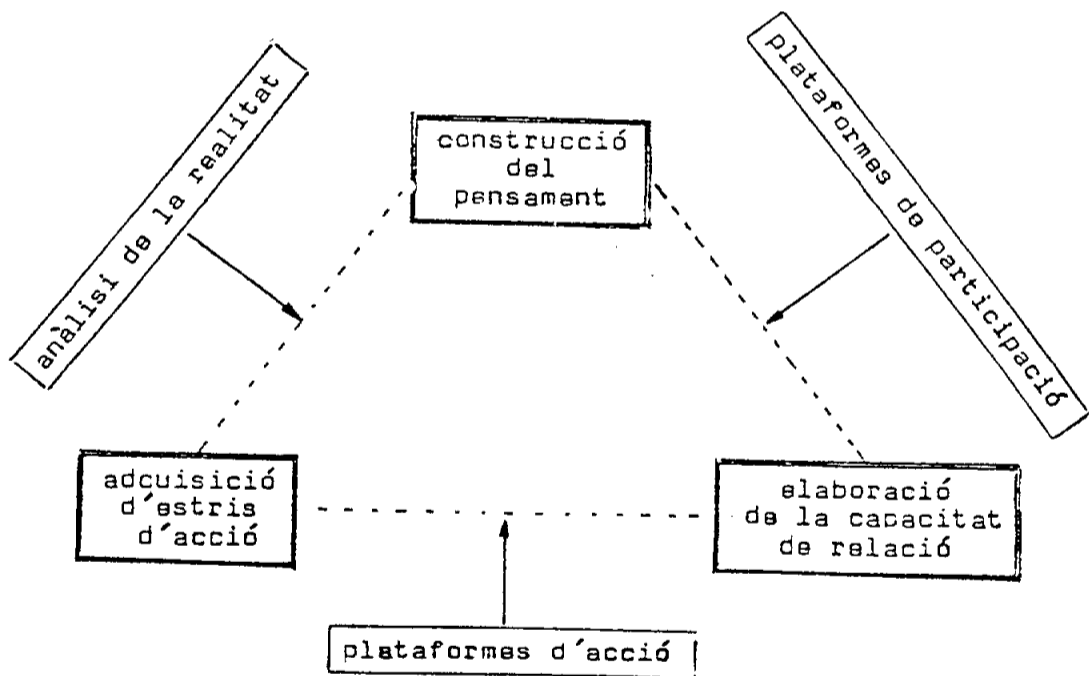 anàlisi de la realitat
plataformes de participació
construcció
del
pensament
adcuisició
d'estris
d'acció
elaboració
de la capacitat
de relació
plataformes d'acció